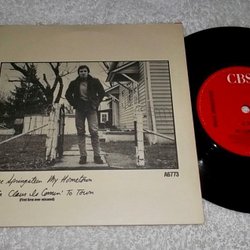 A6773
CBS
Springsteen My Hometown
Claus Is Comin' To Town
(First time ever released)